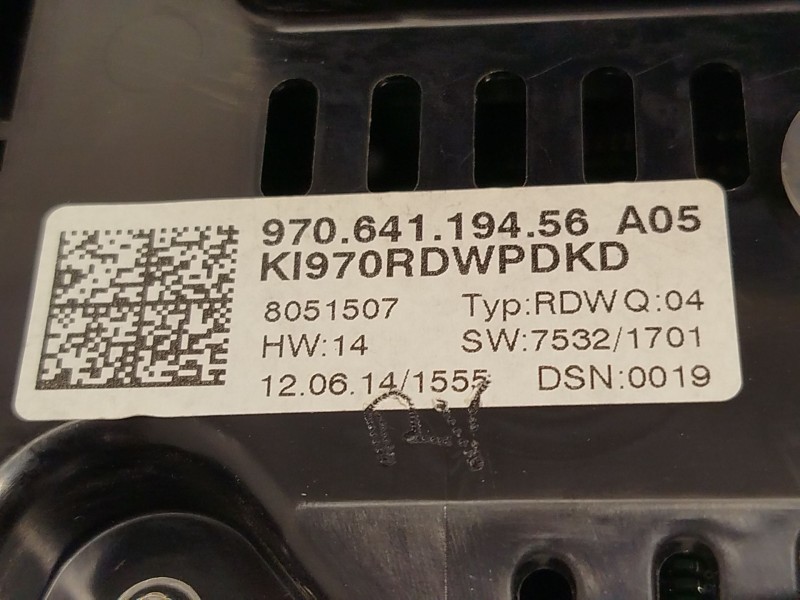 970.641.194.56 A05
KI970RDWPDKD
8051507 Typ:RDW Q:04
HW:14 SW:7532/1701
12.06.14/1555 DSN:0019